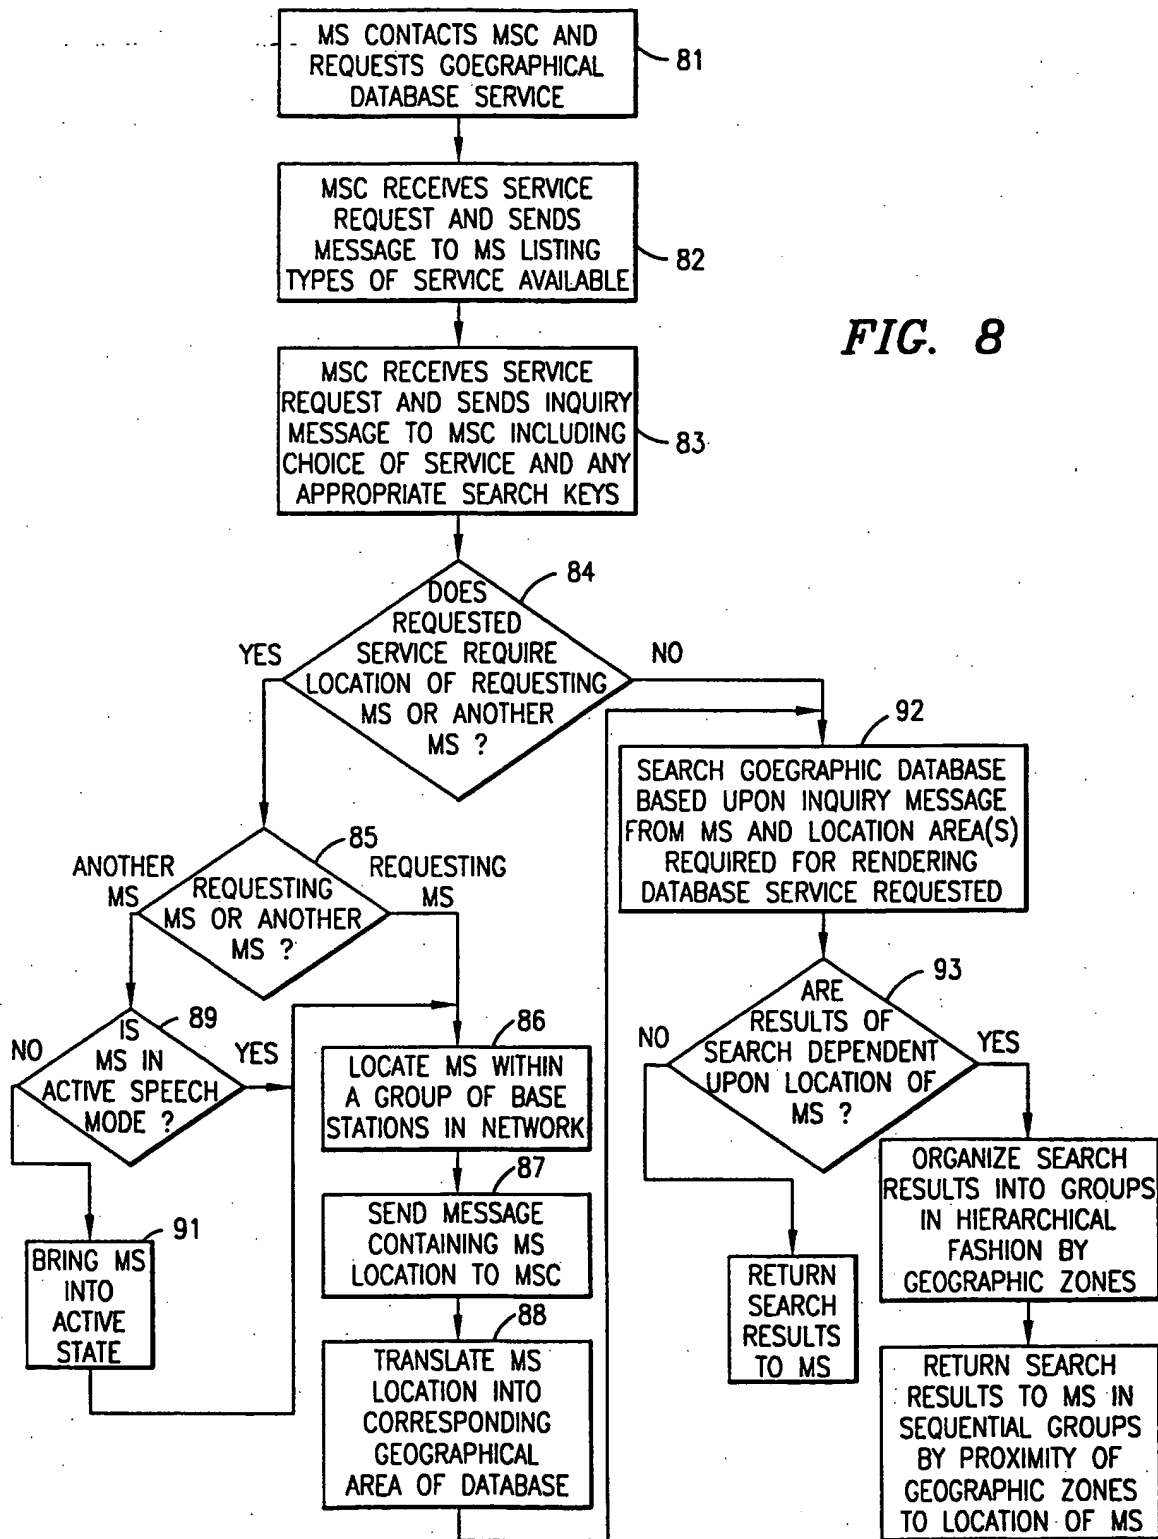 MS CONTACTS MSC AND
REQUESTS GOEGRAPHICAL
DATABASE SERVICE
81
MSC RECEIVES SERVICE
REQUEST AND SENDS
MESSAGE TO MS LISTING
TYPES OF SERVICE AVAILABLE
82
FIG. 8
MSC RECEIVES SERVICE
REQUEST AND SENDS INQUIRY
MESSAGE TO MSC INCLUDING
CHOICE OF SERVICE AND ANY
APPROPRIATE SEARCH KEYS
83
84
DOES
REQUESTED
SERVICE REQUIRE
LOCATION OF REQUESTING
MS OR ANOTHER
MS ?
YES
NO
85
REQUESTING
MS OR ANOTHER
MS ?
ANOTHER
MS
REQUESTING
MS
89
IS
MS IN
ACTIVE SPEECH
MODE ?
NO
YES
91
BRING MS
INTO
ACTIVE
STATE
86
LOCATE MS WITHIN
A GROUP OF BASE
STATIONS IN NETWORK
87
SEND MESSAGE
CONTAINING MS
LOCATION TO MSC
88
TRANSLATE MS
LOCATION INTO
CORRESPONDING
GEOGRAPHICAL
AREA OF DATABASE
92
SEARCH GOEGRAPHIC DATABASE
BASED UPON INQUIRY MESSAGE
FROM MS AND LOCATION AREA(S)
REQUIRED FOR RENDERING
DATABASE SERVICE REQUESTED
93
ARE
RESULTS OF
SEARCH DEPENDENT
UPON LOCATION OF
MS ?
NO
YES
RETURN
SEARCH
RESULTS
TO MS
ORGANIZE SEARCH
RESULTS INTO GROUPS
IN HIERARCHICAL
FASHION BY
GEOGRAPHIC ZONES
RETURN SEARCH
RESULTS TO MS IN
SEQUENTIAL GROUPS
BY PROXIMITY OF
GEOGRAPHIC ZONES
TO LOCATION OF MS